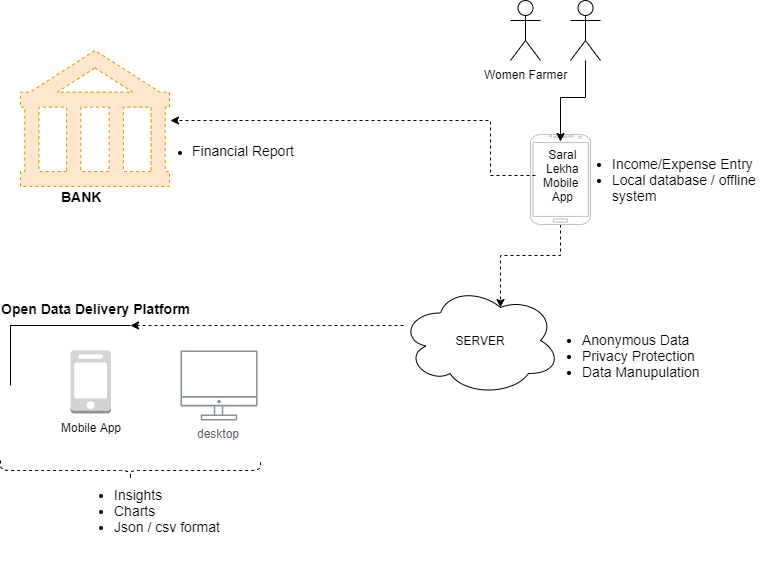 Women Farmer
Saral
Lekha
Mobile
App
Income/Expense Entry
Local database / offline
system
Financial Report
BANK
Open Data Delivery Platform
SERVER
Anonymous Data
Privacy Protection
Data Manupulation
Mobile App
desktop
Insights
Charts
Json / csv format